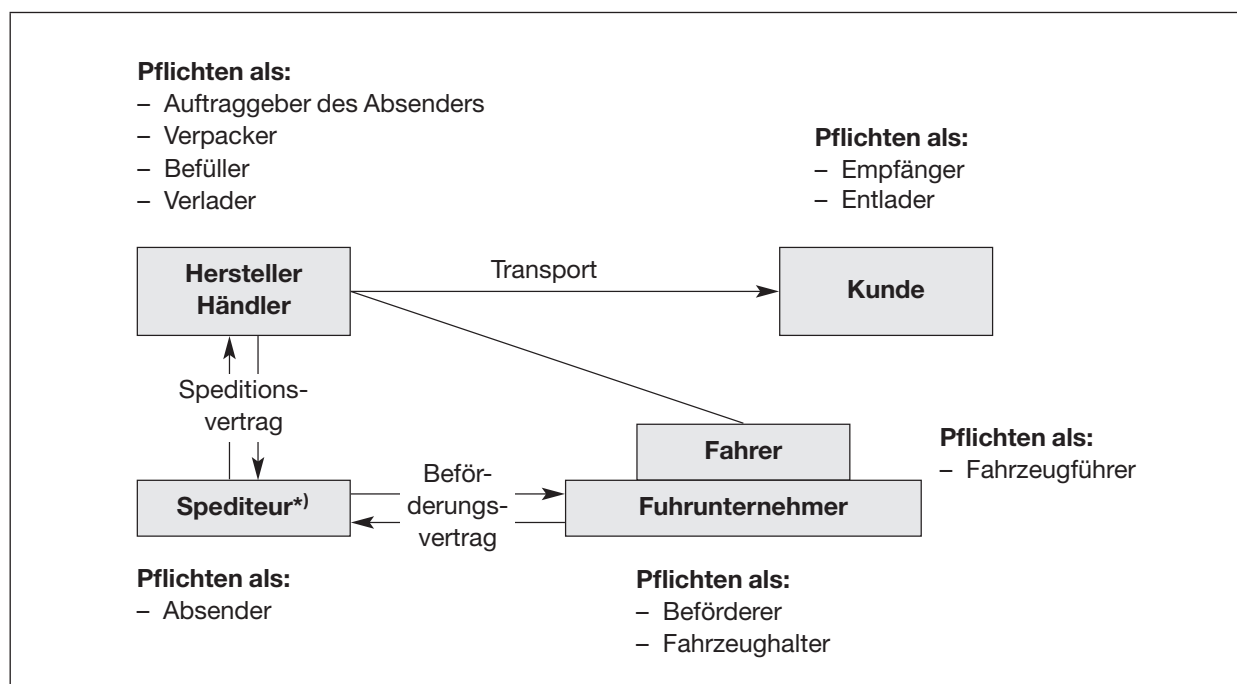 Pflichten als:
– Auftraggeber des Absenders
– Verpacker
– Befüller
– Verlader
Pflichten als:
– Empfänger
– Entlader
Hersteller
Händler
Transport
Kunde
Speditions-
vertrag
Fahrer
Pflichten als:
– Fahrzeugführer
Spediteur*)
Beför-
derungs-
vertrag
Fuhrunternehmer
Pflichten als:
– Absender
Pflichten als:
– Beförderer
– Fahrzeughalter